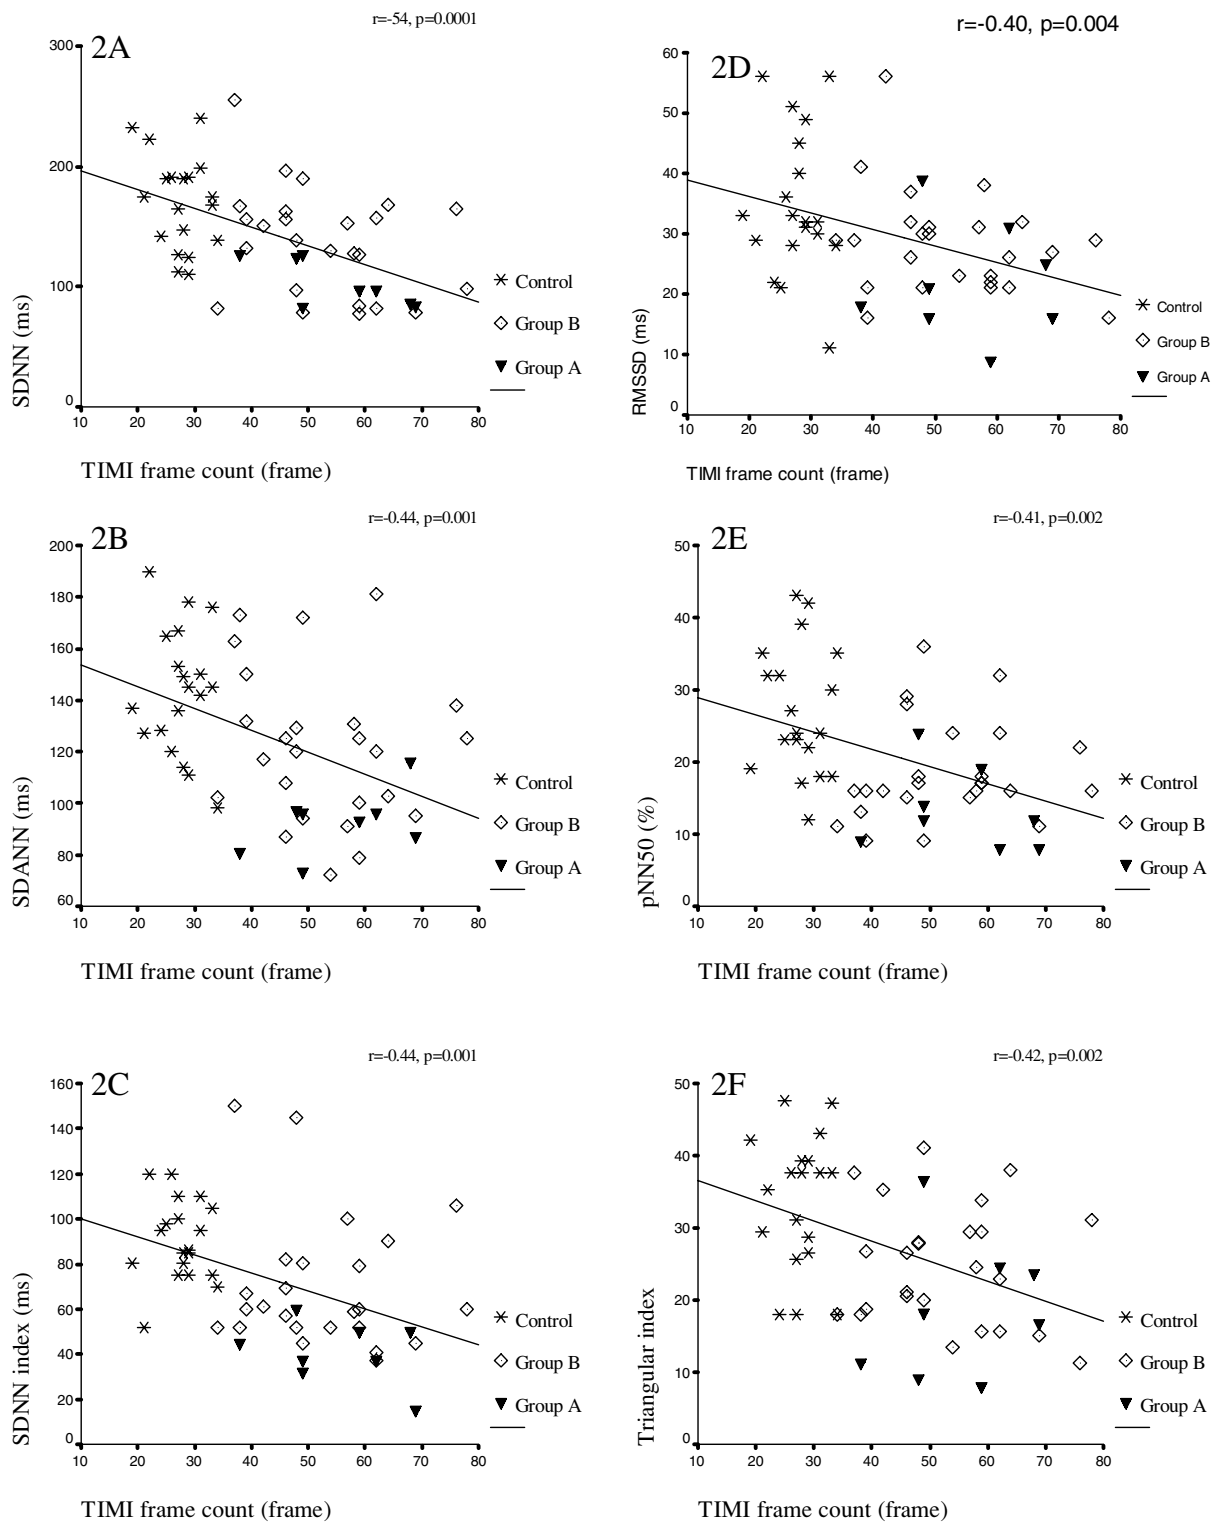 r=-54, p=0.0001
2A
300
200
100
0
10 20 30 40 50 60 70 80
SDNN (ms)
TIMI frame count (frame)
Control
Group B
Group A
r=-0.40, p=0.004
2D
60
50
40
30
20
10
0
10 20 30 40 50 60 70 80
RMSSD (ms)
TIMI frame count (frame)
Control
Group B
Group A
r=-0.44, p=0.001
2B
200
180
160
140
120
100
80
60
10 20 30 40 50 60 70 80
SDANN (ms)
TIMI frame count (frame)
Control
Group B
Group A
r=-0.41, p=0.002
2E
50
40
30
20
10
0
10 20 30 40 50 60 70 80
pNN50 (%)
TIMI frame count (frame)
Control
Group B
Group A
r=-0.44, p=0.001
2C
160
140
120
100
80
60
40
20
0
10 20 30 40 50 60 70 80
SDNN index (ms)
TIMI frame count (frame)
Control
Group B
Group A
r=-0.42, p=0.002
2F
50
40
30
20
10
0
10 20 30 40 50 60 70 80
Triangular index
TIMI frame count (frame)
Control
Group B
Group A